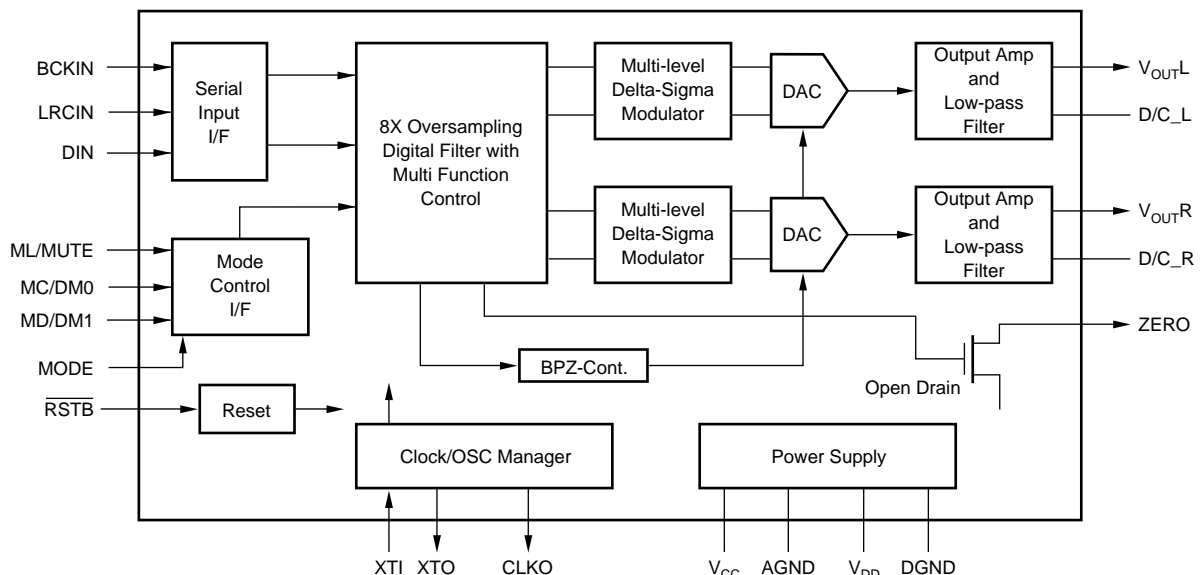 BCKIN
LRCIN
DIN
Serial
Input
I/F
8X Oversampling
Digital Filter with
Multi Function
Control
Multi-level
Delta-Sigma
Modulator
DAC
Output Amp
and
Low-pass
Filter
VOUTL
D/C_L
Multi-level
Delta-Sigma
Modulator
DAC
Output Amp
and
Low-pass
Filter
VOUTR
D/C_R
ML/MUTE
MC/DM0
MD/DM1
MODE
Mode
Control
I/F
BPZ-Cont.
Open Drain
ZERO
RSTB
Reset
Clock/OSC Manager
Power Supply
XTI
XTO
CLKO
VCC
AGND
VDD
DGND